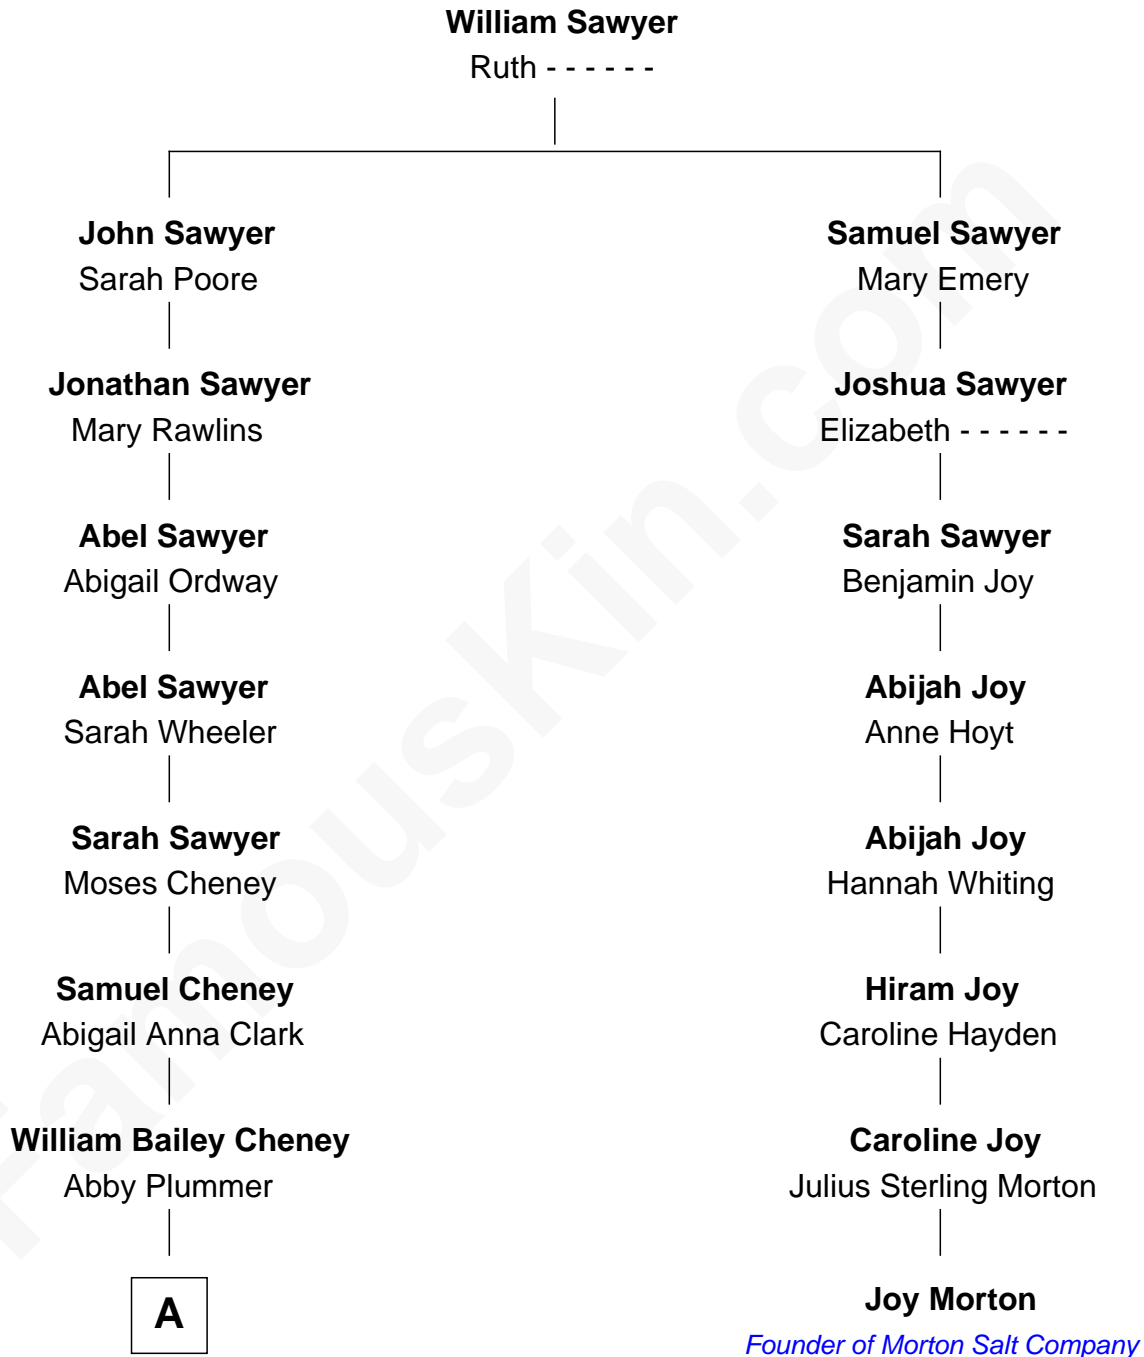 William Sawyer
Ruth - - - - - -
John Sawyer
Sarah Poore
Samuel Sawyer
Mary Emery
Jonathan Sawyer
Mary Rawlins
Joshua Sawyer
Elizabeth - - - - - -
Abel Sawyer
Abigail Ordway
Sarah Sawyer
Benjamin Joy
Abel Sawyer
Sarah Wheeler
Abijah Joy
Anne Hoyt
Sarah Sawyer
Moses Cheney
Abijah Joy
Hannah Whiting
Samuel Cheney
Abigail Anna Clark
Hiram Joy
Caroline Hayden
William Bailey Cheney
Abby Plummer
Caroline Joy
Julius Sterling Morton
A
Joy Morton
Founder of Morton Salt Company
FamousKin.com